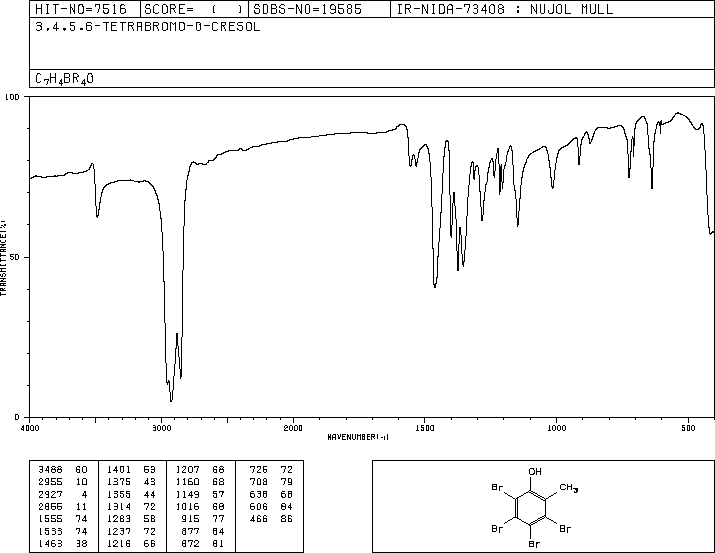 HIT-NO=7516 SCORE= ( ) SDBS-NO=19585 IR-NIDA-73408 : NUJOL MULL
3,4,5,6-TETRABROMO-O-CRESOL
C7H4BR4O
100
50
0
TRANSMITTANCE(%)
4000 3000 2000 1500 1000 500
WAVENUMBER(-1)
3488 60 1401 53 1207 68 726 72
2955 10 1375 43 1160 68 708 79
2927 4 1355 44 1149 57 638 68
2855 11 1314 72 1016 68 606 84
1555 74 1283 58 915 77 466 86
1533 74 1237 72 877 84
1463 38 1216 66 872 81
OH
Br CH3
Br Br
Br